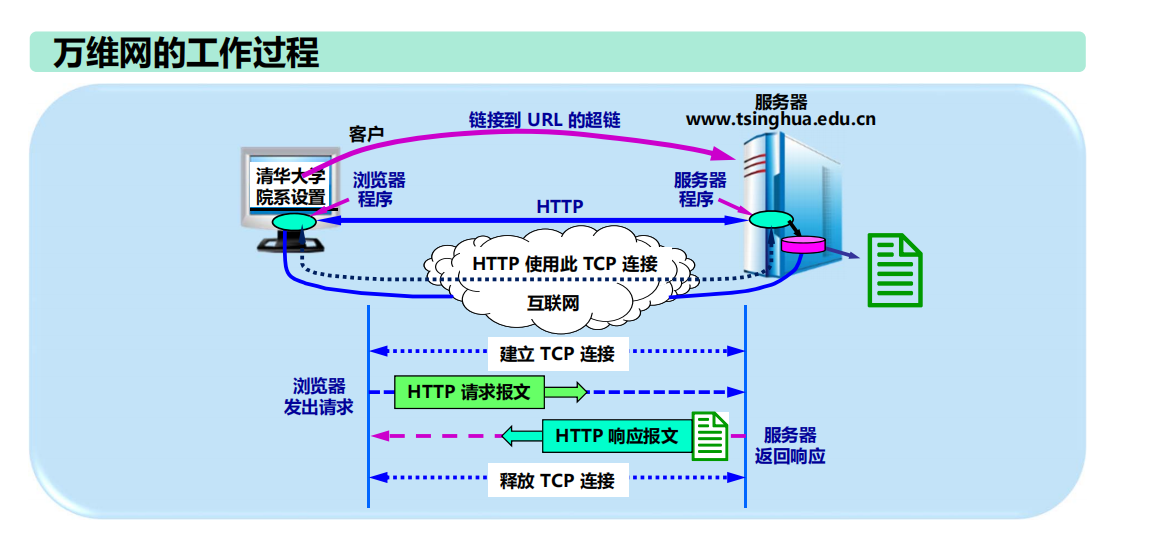 万维网的工作过程
服务器
www.tsinghua.edu.cn
链接到 URL 的超链
客户
清华大学
院系设置
浏览器
程序
服务器
程序
HTTP
HTTP 使用此 TCP 连接
互联网
建立 TCP 连接
浏览器
发出请求
HTTP 请求报文
HTTP 响应报文
服务器
返回响应
释放 TCP 连接